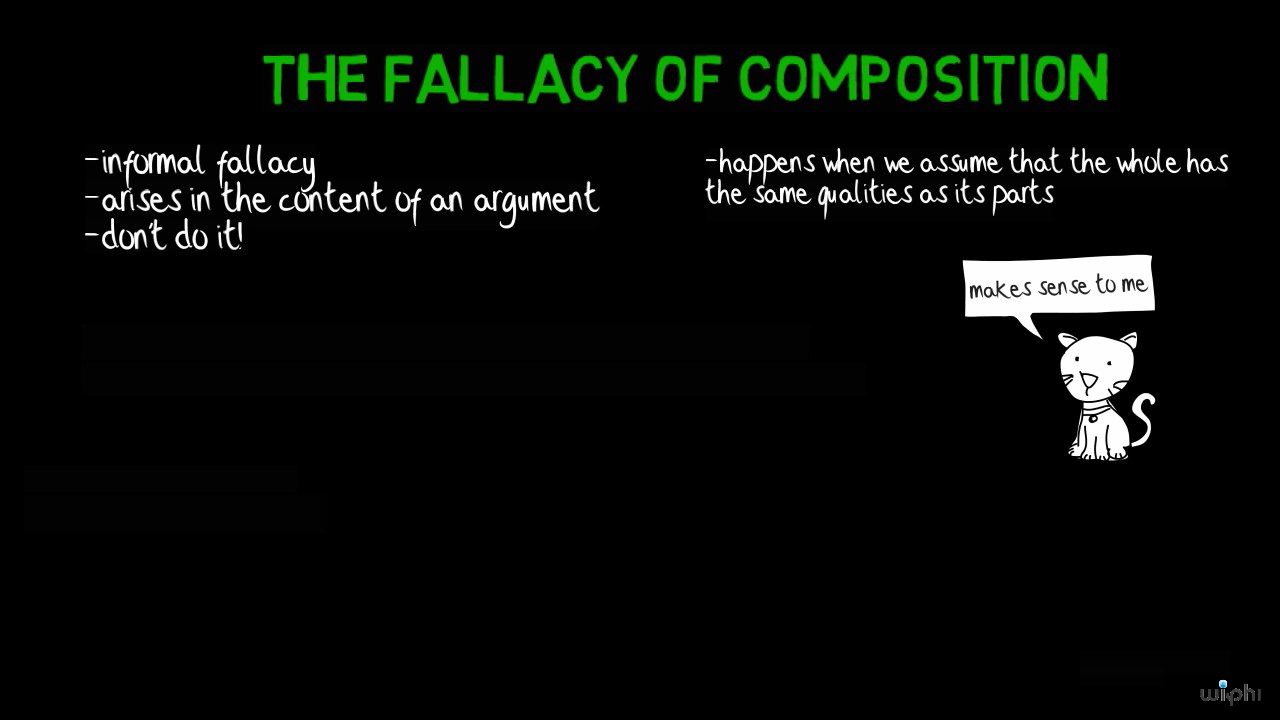 THE FALLACY OF COMPOSITION
-informal fallacy
-arises in the content of an argument
-don't do it!
-happens when we assume that the whole has
the same qualities as its parts
makes sense to me
wiphi